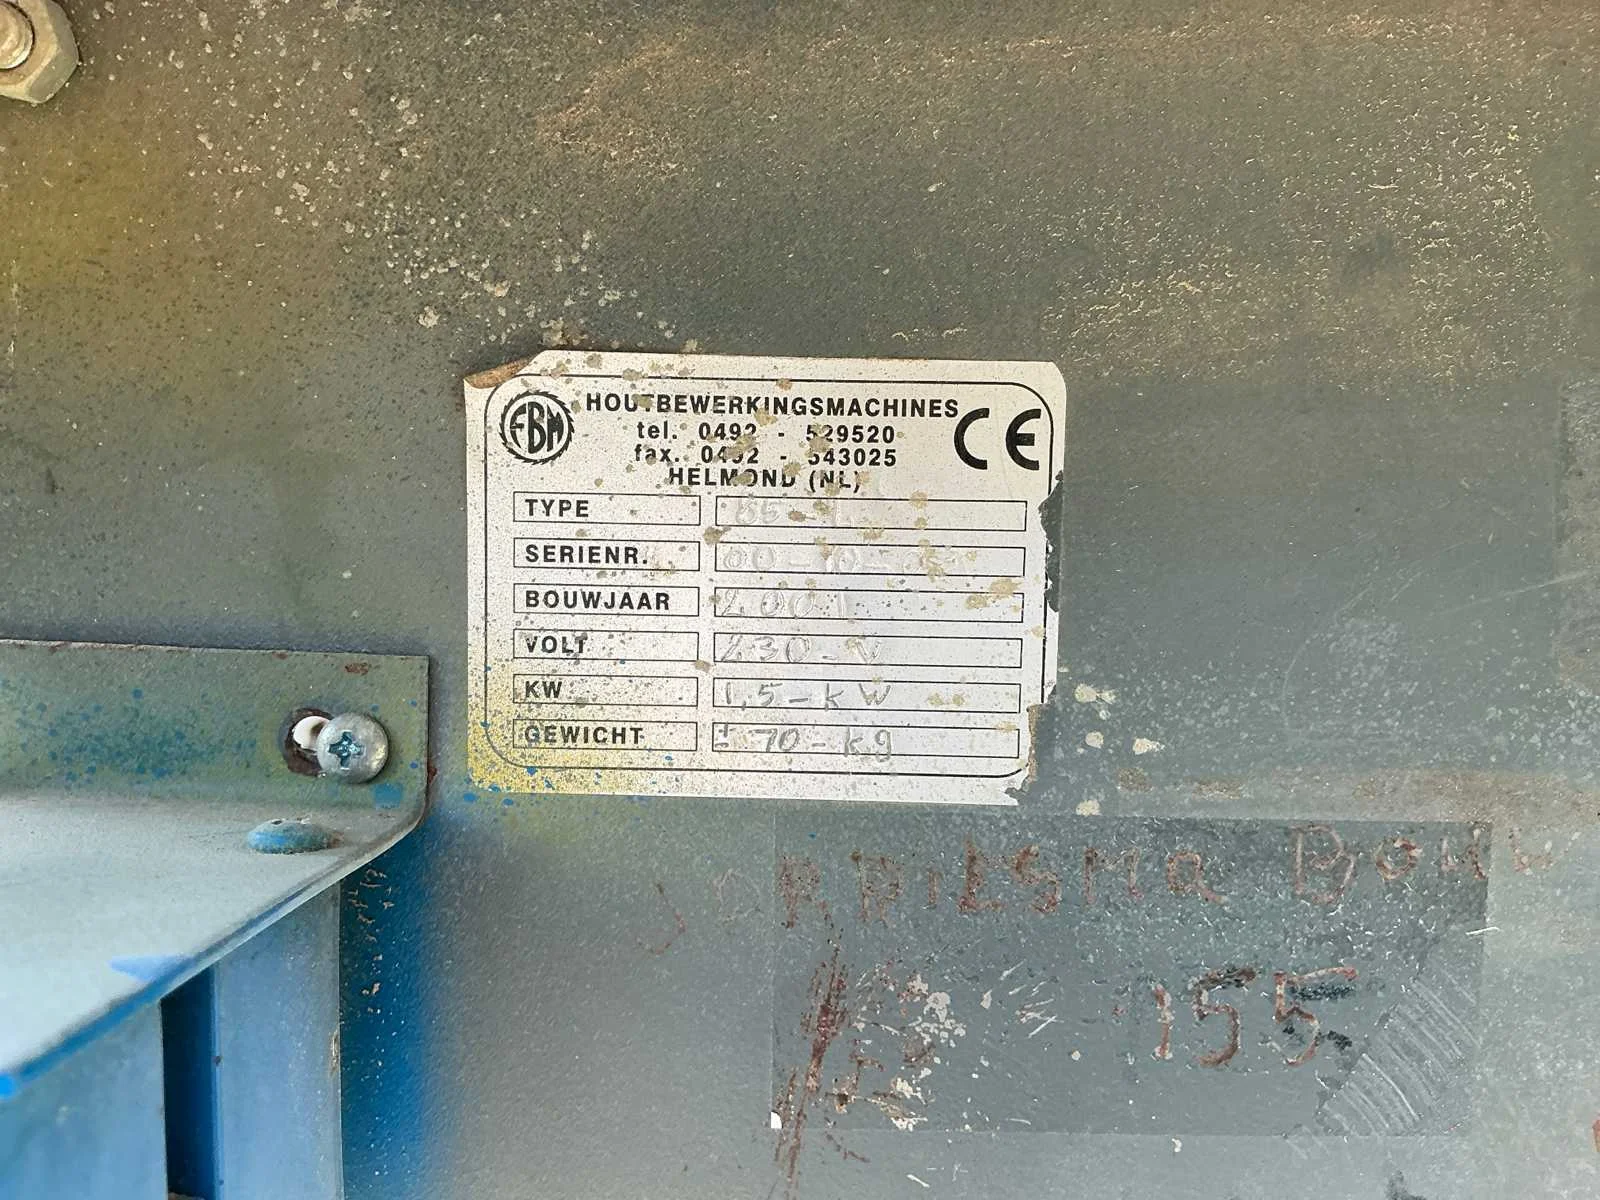 FBM HOUTBEWERKINGSMACHINES CE
tel. 0492 - 529520
fax. 0492 - 543025
HELMOND (NL)
TYPE
SERIENR.
BOUWJAAR 2001
VOLT 230-V
KW 1,5-kW
GEWICHT ± 70-kg
155